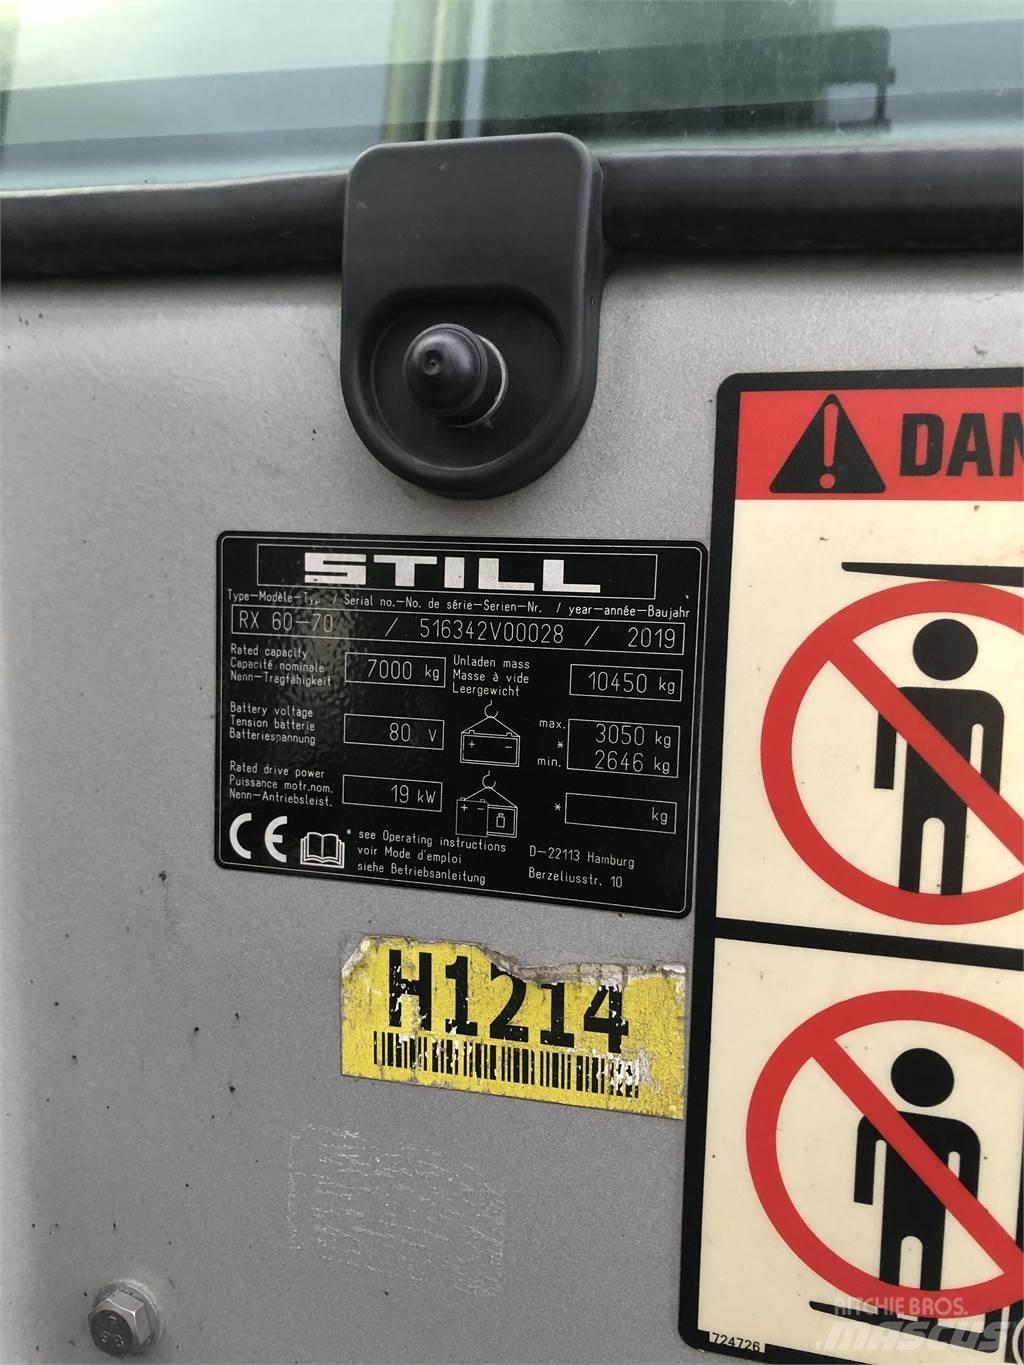 DAN
STILL
Type-Modèle-Typ / Serial no.-No. de série-Serien-Nr. / year-année-Baujahr
RX 60-70 / 516342V00028 / 2019
Rated capacity
Capacité nominale
Nenn-Tragfähigkeit
7000 kg
Unladen mass
Masse à vide
Leergewicht
10450 kg
Battery voltage
Tension batterie
Batteriespannung
80 V
+ -
max. 3050 kg
*
min. 2646 kg
Rated drive power
Puissance motr.nom.
Nenn-Antriebsleist.
19 kW
+ -
* kg
CE
* see Operating instructions
voir Mode d'emploi
siehe Betriebsanleitung
D-22113 Hamburg
Berzeliusstr. 10
H1214
724726
RITCHIE BROS.
MASCUS